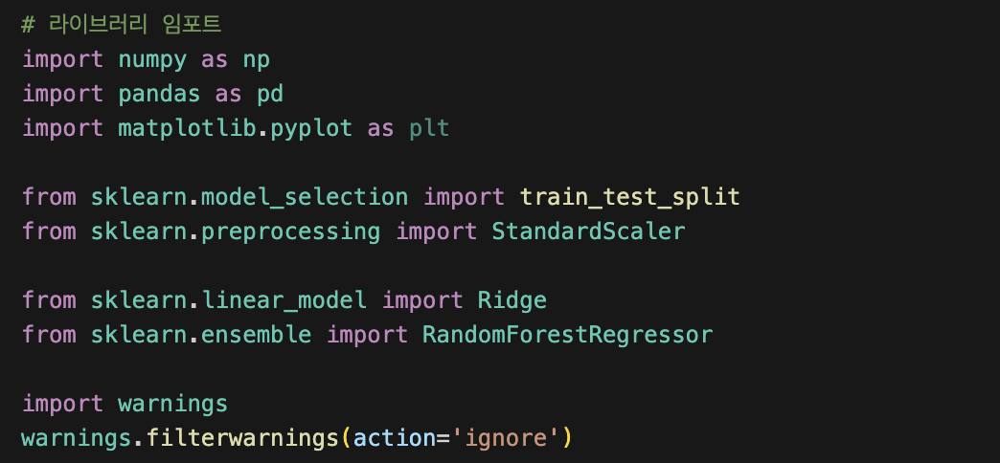 # 라이브러리 임포트
import numpy as np
import pandas as pd
import matplotlib.pyplot as plt
from sklearn.model_selection import train_test_split
from sklearn.preprocessing import StandardScaler
from sklearn.linear_model import Ridge
from sklearn.ensemble import RandomForestRegressor
import warnings
warnings.filterwarnings(action='ignore')